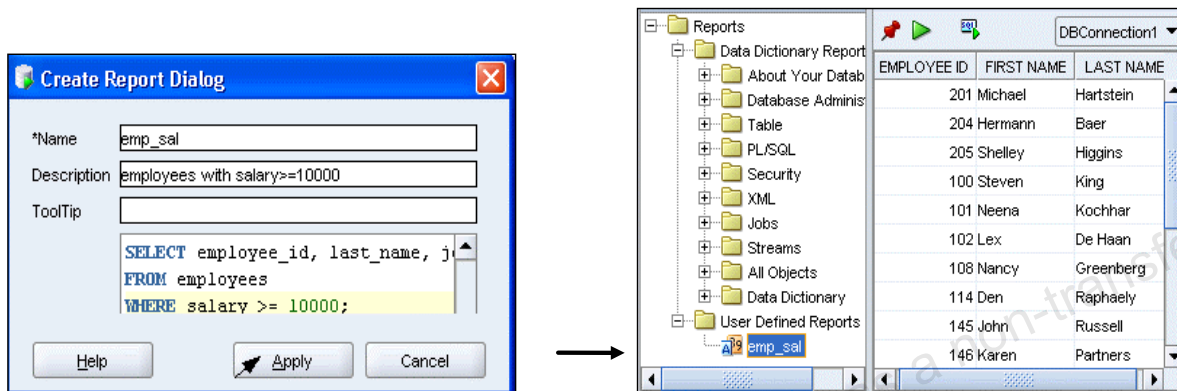 Create Report Dialog
*Name
emp_sal
Description
employees with salary>=10000
ToolTip
SELECT employee_id, last_name, j
FROM employees
WHERE salary >= 10000;
Help
Apply
Cancel
Reports
Data Dictionary Report
About Your Datab
Database Adminis
Table
PL/SQL
Security
XML
Jobs
Streams
All Objects
Data Dictionary
User Defined Reports
emp_sal
SQL
DBConnection1
EMPLOYEE ID FIRST NAME LAST NAME
201 Michael Hartstein
204 Hermann Baer
205 Shelley Higgins
100 Steven King
101 Neena Kochhar
102 Lex De Haan
108 Nancy Greenberg
114 Den Raphaely
145 John Russell
146 Karen Partners
a non-transfe